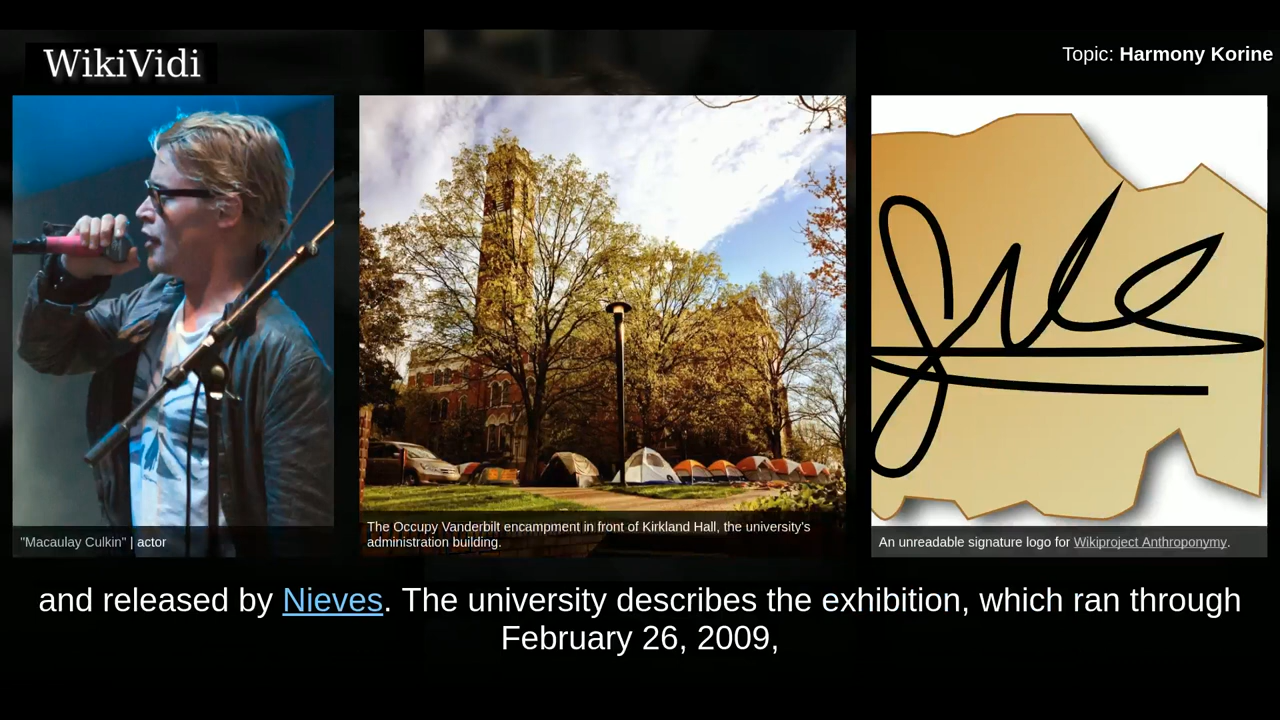 WikiVidi
Topic: Harmony Korine
"Macaulay Culkin" | actor
The Occupy Vanderbilt encampment in front of Kirkland Hall, the university's
administration building.
An unreadable signature logo for Wikiproject Anthroponymy.
and released by Nieves. The university describes the exhibition, which ran through
February 26, 2009,